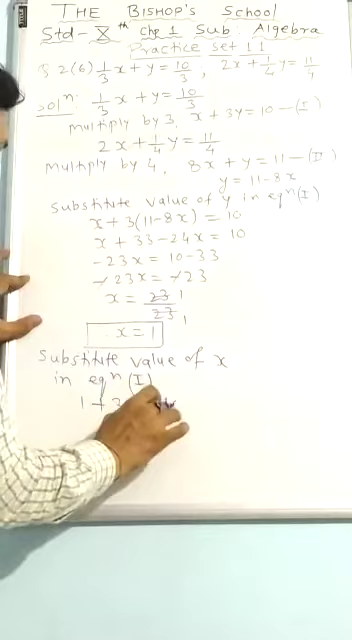 THE BISHOP'S SCHOOL
Std - X th Chp 1 Sub: Algebra
Practice Set 1.1
Q 2(6) 1/3 x + y = 10/3 , 2x + 1/4 y = 11/4
Solⁿ: 1/3 x + y = 10/3
Multiply by 3, x + 3y = 10 — (I)
2x + 1/4 y = 11/4
Multiply by 4, 8x + y = 11 — (II)
y = 11 - 8x
Substitute value of y in eqⁿ (I)
x + 3(11 - 8x) = 10
x + 33 - 24x = 10
-23x = 10 - 33
-23x = -23
x = 23/23 1 1
x = 1
Substitute value of x
in eqⁿ (I)
1 + 3